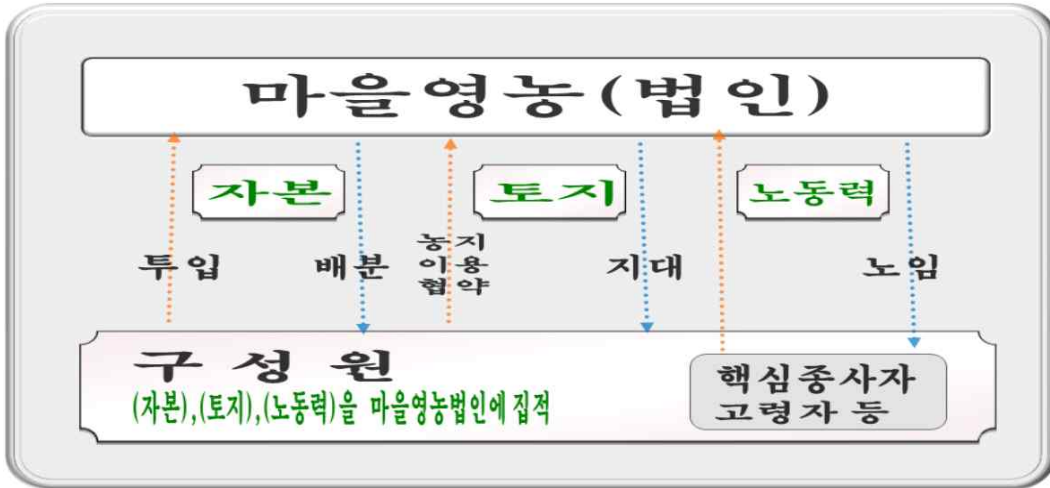 마을영농(법인)
자본
토지
노동력
투입
배분
농지
이용
협약
지대
노임
구성원
(자본),(토지),(노동력)을 마을영농법인에 집적
핵심종사자
고령자 등